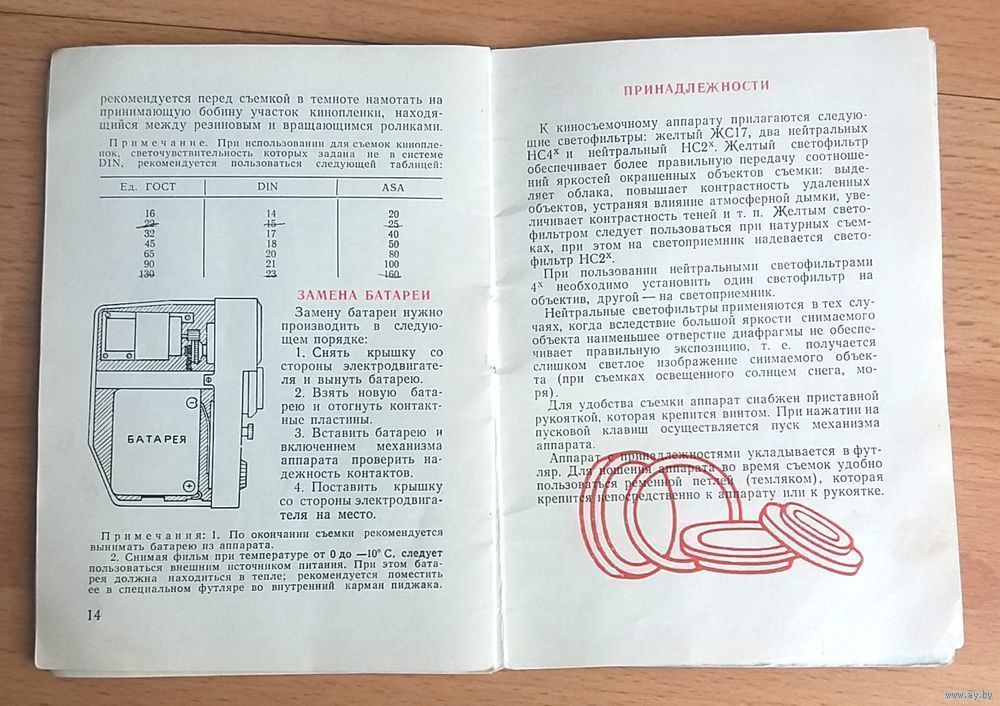 рекомендуется перед съемкой в темноте намотать на
принимающую бобину участок кинопленки, находя-
щийся между резиновым и вращающимся роликами.
Примечание. При использовании для съемок кинопле-
нок, светочувствительность которых задана не в системе
DIN, рекомендуется пользоваться следующей таблицей:
Ед. ГОСТ DIN ASA
16 14 20
22 15 25
32 17 40
45 18 50
65 20 80
90 21 100
130 23 160
ЗАМЕНА БАТАРЕИ
Замену батареи нужно
производить в следую-
щем порядке:
1. Снять крышку со
стороны электродвигате-
ля и вынуть батарею.
2. Взять новую бата-
рею и отогнуть контакт-
ные пластины.
3. Вставить батарею и
включением механизма
аппарата проверить на-
дежность контактов.
4. Поставить крышку
со стороны электродвига-
теля на место.
БАТАРЕЯ
Примечания: 1. По окончании съемки рекомендуется
вынимать батарею из аппарата.
2. Снимая фильм при температуре от 0 до —10° С, следует
пользоваться внешним источником питания. При этом бата-
рея должна находиться в тепле; рекомендуется поместить
ее в специальном футляре во внутренний карман пиджака.
14
ПРИНАДЛЕЖНОСТИ
К киносъемочному аппарату прилагаются следую-
щие светофильтры: желтый ЖС17, два нейтральных
НС4ˣ и нейтральный НС2ˣ. Желтый светофильтр
обеспечивает более правильную передачу соотноше-
ний яркостей окрашенных объектов съемки: выде-
ляет облака, повышает контрастность удаленных
объектов, устраняя влияние атмосферной дымки, уве-
личивает контрастность теней и т. п. Желтым свето-
фильтром следует пользоваться при натурных съем-
ках, при этом на светоприемник надевается свето-
фильтр НС2ˣ.
При пользовании нейтральными светофильтрами
4ˣ необходимо установить один светофильтр на
объектив, другой — на светоприемник.
Нейтральные светофильтры применяются в тех слу-
чаях, когда вследствие большой яркости снимаемого
объекта наименьшее отверстие диафрагмы не обеспе-
чивает правильную экспозицию, т. е. получается
слишком светлое изображение снимаемого объек-
та (при съемках освещенного солнцем снега, мо-
ря).
Для удобства съемки аппарат снабжен приставной
рукояткой, которая крепится винтом. При нажатии на
пусковой клавиш осуществляется пуск механизма
аппарата.
Аппарат с принадлежностями укладывается в фут-
ляр. Для ношения аппарата во время съемок удобно
пользоваться ременной петлей (темляком), которая
крепится непосредственно к аппарату или к рукоятке.
www.ay.by